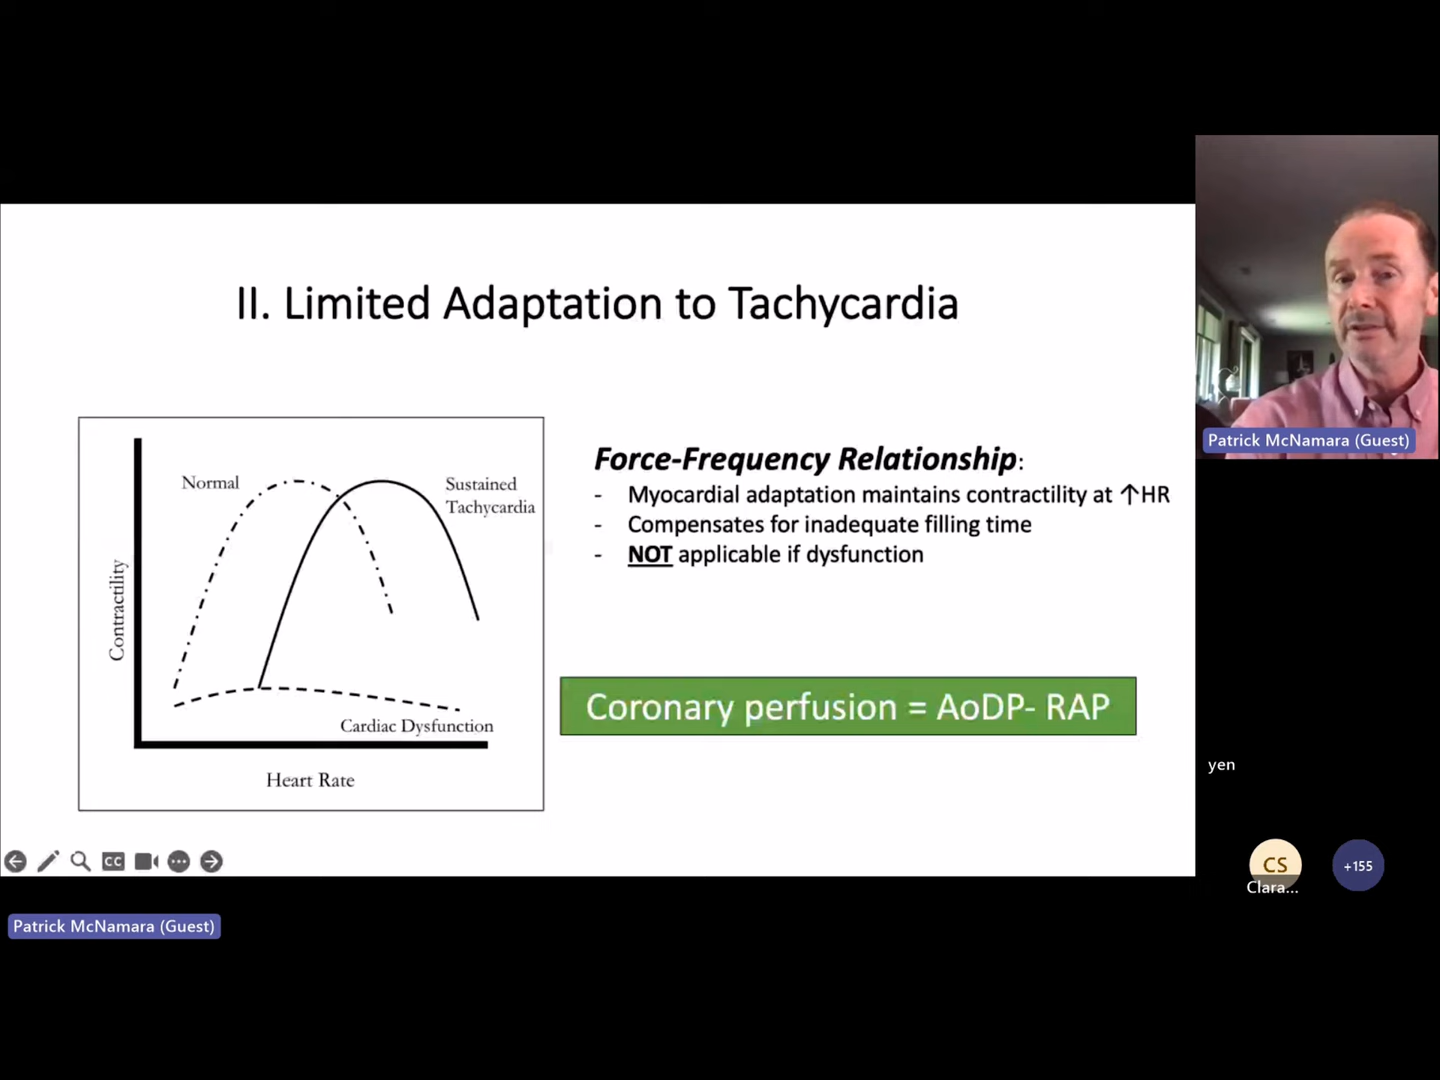 II. Limited Adaptation to Tachycardia
Normal
Sustained
Tachycardia
Contractility
Cardiac Dysfunction
Heart Rate
Force-Frequency Relationship:
- Myocardial adaptation maintains contractility at ↑HR
- Compensates for inadequate filling time
- NOT applicable if dysfunction
Coronary perfusion = AoDP- RAP
CC
Patrick McNamara (Guest)
Patrick McNamara (Guest)
yen
CS
Clara...
+155